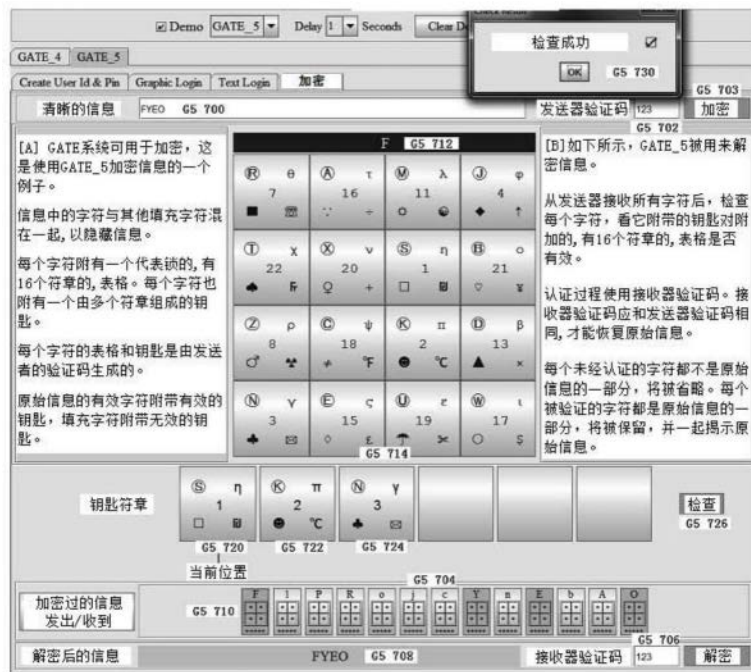 Demo GATE_5 Delay 1 Seconds Clear De
检查成功
OK G5 730
GATE_4 GATE_5
Create User Id & Pin Graphic Login Text Login 加密
G5 703
清晰的信息 FYEO G5 700 发送器验证码 123 加密
G5 702
[A] GATE系统可用于加密，这
是使用GATE_5加密信息的一个
例子。
信息中的字符与其他填充字符混
在一起，以隐藏信息。
每个字符附有一个代表锁的，有
16个符章的，表格。每个字符也
附有一个由多个符章组成的钥
匙。
每个字符的表格和钥匙是由发送
者的验证码生成的。
原始信息的有效字符附带有效的
钥匙，填充字符附带无效的钥
匙。
F G5 712
Ⓡ θ Ⓐ τ Ⓜ λ Ⓙ φ
7 16 11 4
■ ☏ ∵ ÷ ☯ ◆ ↑
Ⓣ χ Ⓧ ν Ⓢ η Ⓑ ο
22 20 1 21
♠ ♀ + □ ₪ ♡ ¥
Ⓩ ρ Ⓒ ψ Ⓚ π Ⓓ β
8 18 2 13
♂ ☢ ≠ ℉ ☻ ℃ ▲ ×
Ⓝ γ Ⓔ ς Ⓤ ε Ⓦ ι
3 15 19 17
♣ ✉ ◊ £ ☂ ✂ ○ $
G5 714
[B]如下所示，GATE_5被用来解
密信息。
从发送器接收所有字符后，检查
每个字符，看它附带的钥匙对附
加的，有16个符章的，表格是否
有效。
认证过程使用接收器验证码。接
收器验证码应和发送器验证码相
同，才能恢复原始信息。
每个未经认证的字符都不是原始
信息的一部分，将被省略。每个
被验证的字符都是原始信息的一
部分，将被保留，并一起揭示原
始信息。
钥匙符章
Ⓢ η Ⓚ π Ⓝ γ
1 2 3
□ ₪ ☻ ℃ ♣ ✉
检查
G5 726
G5 720 G5 722 G5 724
当前位置
G5 704
加密过的信息
发出/收到
G5 710 F l P R o j c Y n E b A O
G5 706
解密后的信息 FYEO G5 708 接收器验证码 123 解密